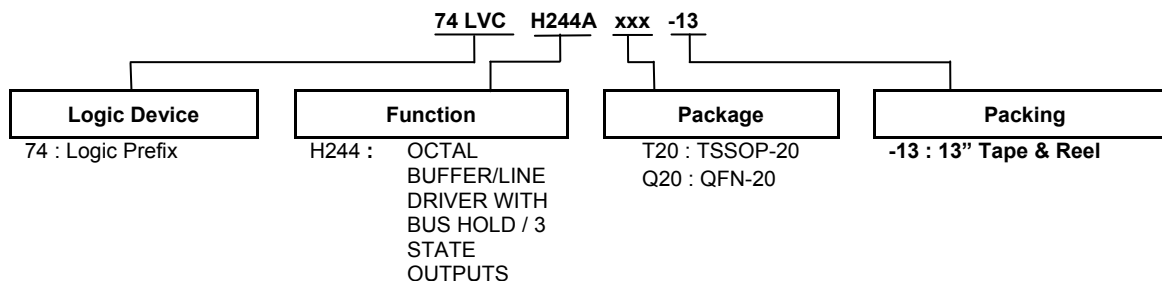 74 LVC H244A xxx -13
Logic Device
Function
Package
Packing
74 : Logic Prefix
H244 : OCTAL
BUFFER/LINE
DRIVER WITH
BUS HOLD / 3
STATE
OUTPUTS
T20 : TSSOP-20
Q20 : QFN-20
-13 : 13” Tape & Reel